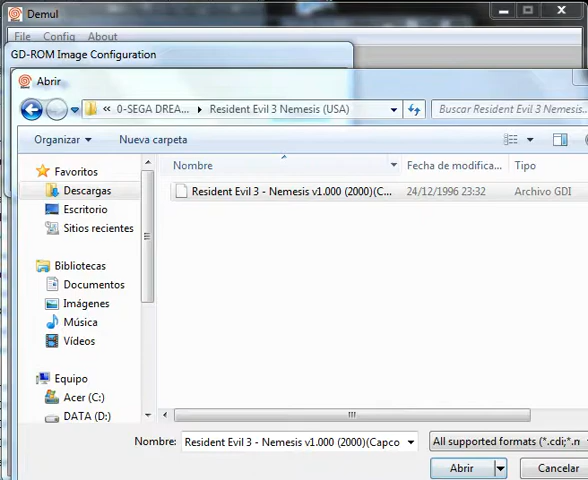 Demul
File Config About
GD-ROM Image Configuration
Abrir
« 0-SEGA DREA... Resident Evil 3 Nemesis (USA) Buscar Resident Evil 3 Nemesis...
Organizar Nueva carpeta
Favoritos
Descargas
Escritorio
Sitios recientes
Bibliotecas
Documentos
Imágenes
Música
Vídeos
Equipo
Acer (C:)
DATA (D:)
Nombre Fecha de modifica... Tipo
Resident Evil 3 - Nemesis v1.000 (2000)(C... 24/12/1996 23:32 Archivo GDI
Nombre: Resident Evil 3 - Nemesis v1.000 (2000)(Capco All supported formats (*.cdi;*.n
Abrir Cancelar